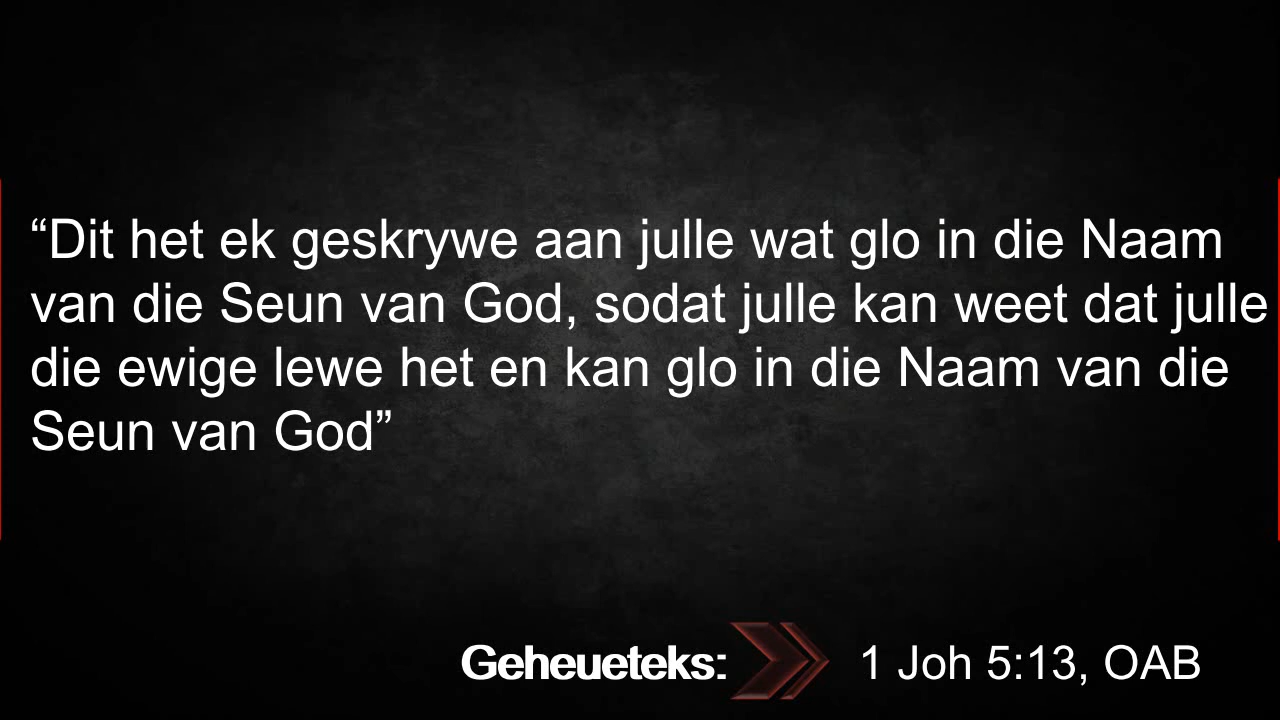 “Dit het ek geskrywe aan julle wat glo in die Naam
van die Seun van God, sodat julle kan weet dat julle
die ewige lewe het en kan glo in die Naam van die
Seun van God”
Geheueteks: 1 Joh 5:13, OAB